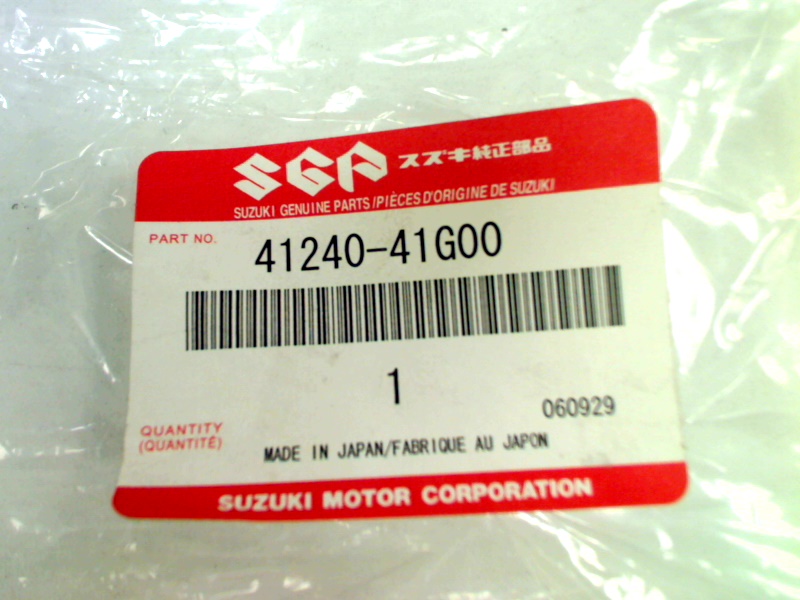 SGP スズキ純正部品
SUZUKI GENUINE PARTS/PIÈCES D'ORIGINE DE SUZUKI
PART NO. 41240-41G00
1
060929
QUANTITY
(QUANTITÉ)
MADE IN JAPAN/FABRIQUE AU JAPON
SUZUKI MOTOR CORPORATION